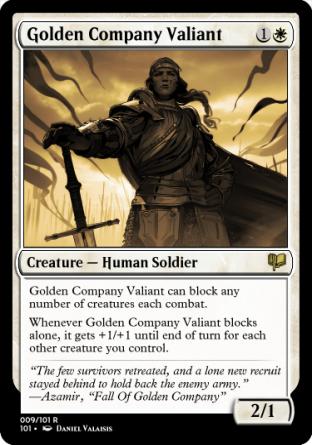 Golden Company Valiant 1
Creature — Human Soldier
Golden Company Valiant can block any
number of creatures each combat.
Whenever Golden Company Valiant blocks
alone, it gets +1/+1 until end of turn for each
other creature you control.
“The few survivors retreated, and a lone new recruit
stayed behind to hold back the enemy army.”
—Azamir, “Fall Of Golden Company”
2/1
009/101 R
101 • Daniel Valaisis